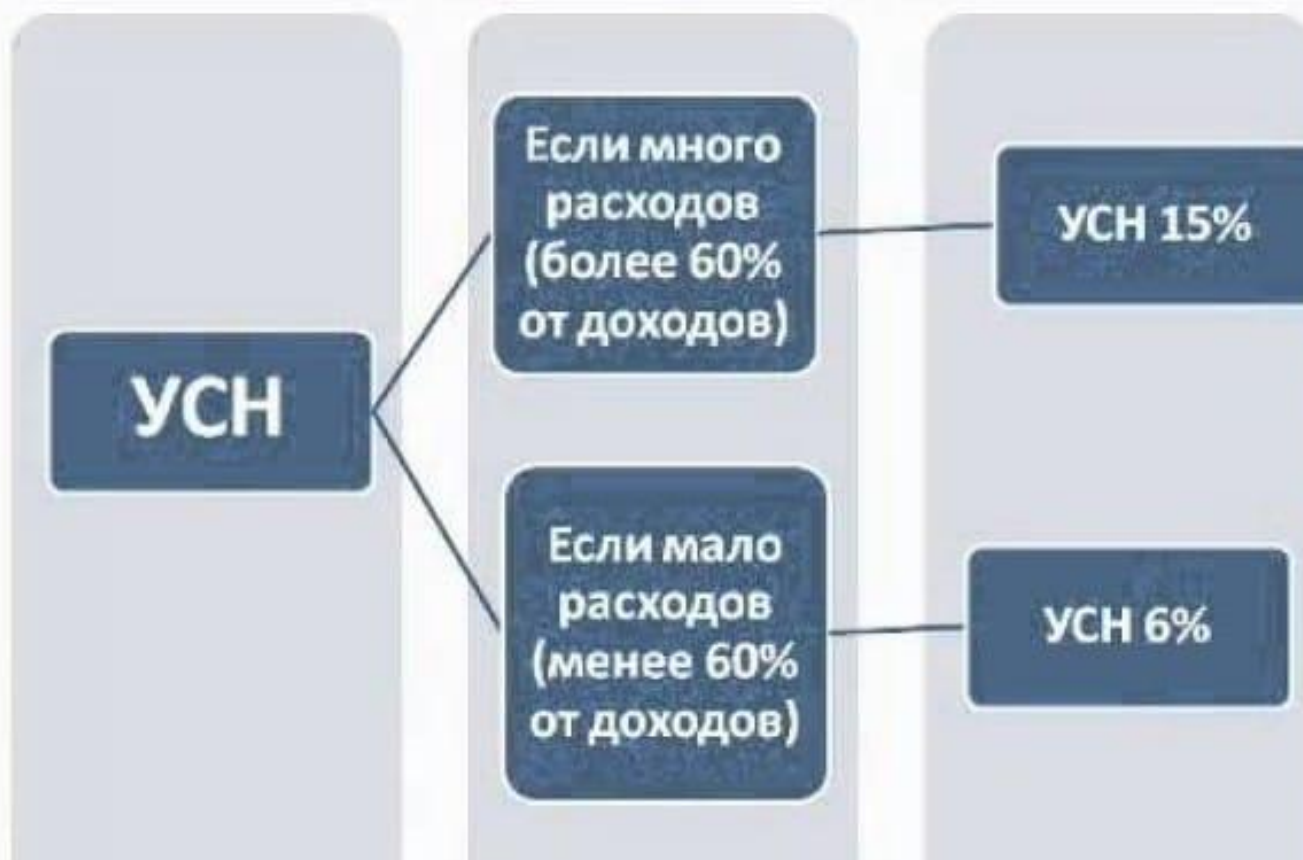 УСН
Если много
расходов
(более 60%
от доходов)
УСН 15%
Если мало
расходов
(менее 60%
от доходов)
УСН 6%